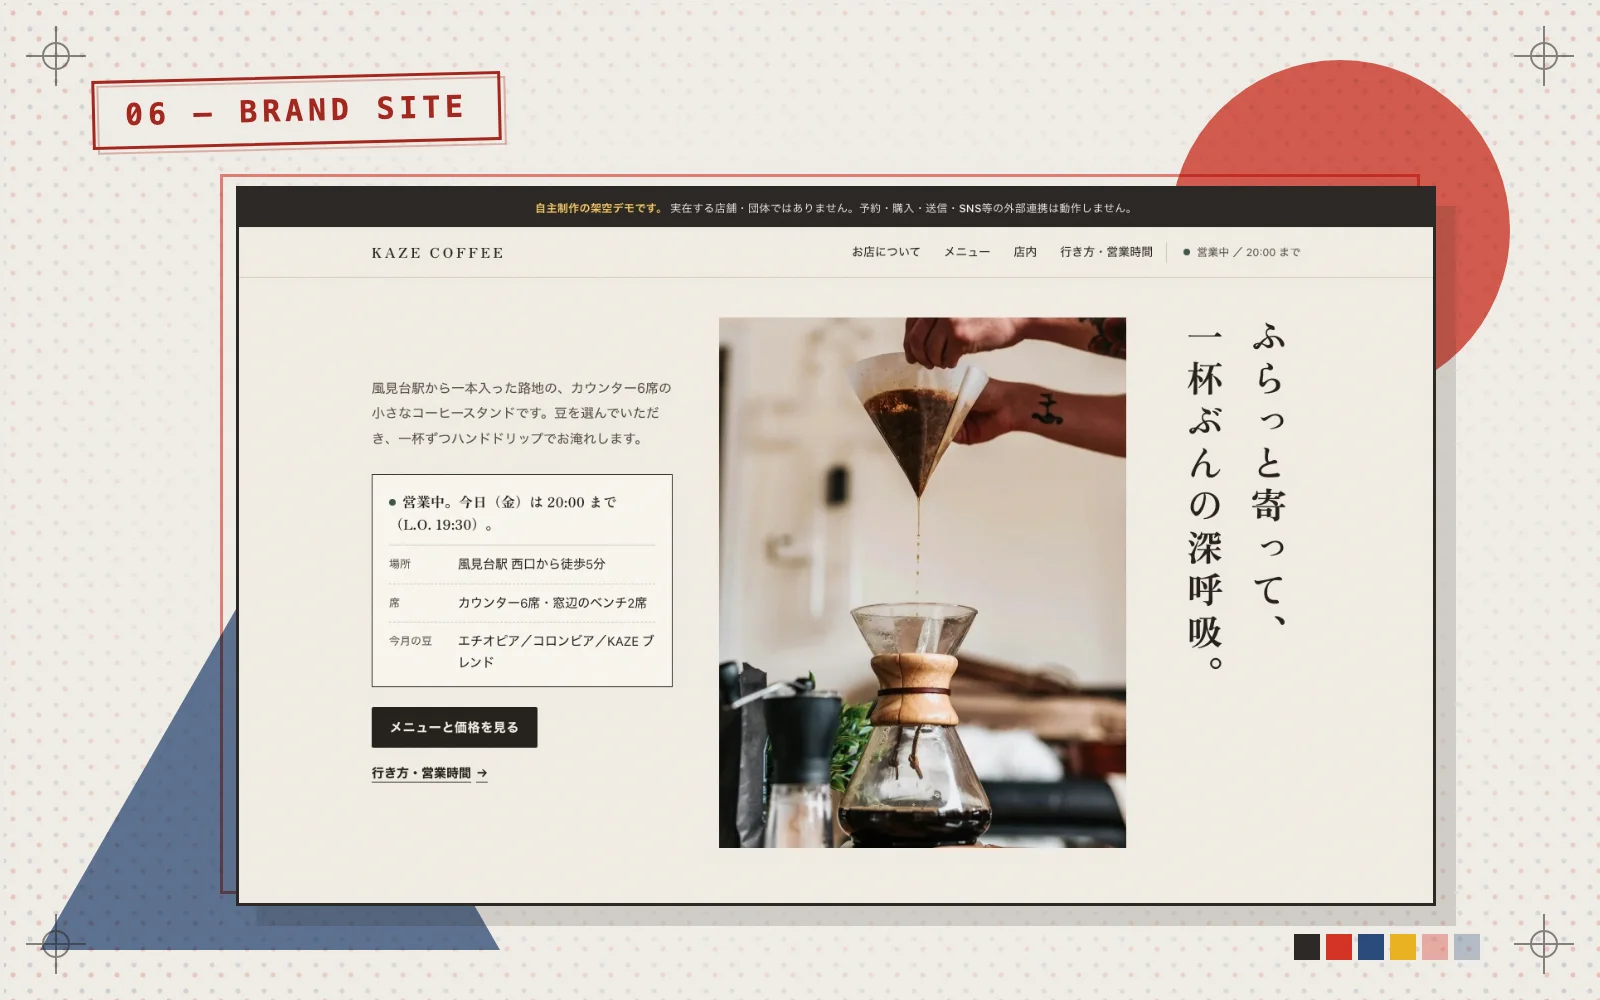 06 — BRAND SITE
自主制作の架空デモです。 実在する店舗・団体ではありません。予約・購入・送信・SNS等の外部連携は動作しません。
KAZE COFFEE
お店について メニュー 店内 行き方・営業時間 営業中 ／ 20:00 まで
ふらっと寄って、
一杯ぶんの深呼吸。
風見台駅から一本入った路地の、カウンター6席の
小さなコーヒースタンドです。豆を選んでいただ
き、一杯ずつハンドドリップでお淹れします。
営業中。今日（金）は 20:00 まで
（L.O. 19:30）。
場所 風見台駅 西口から徒歩5分
席 カウンター6席・窓辺のベンチ2席
今月の豆 エチオピア／コロンビア／KAZE ブ
レンド
メニューと価格を見る
行き方・営業時間 →